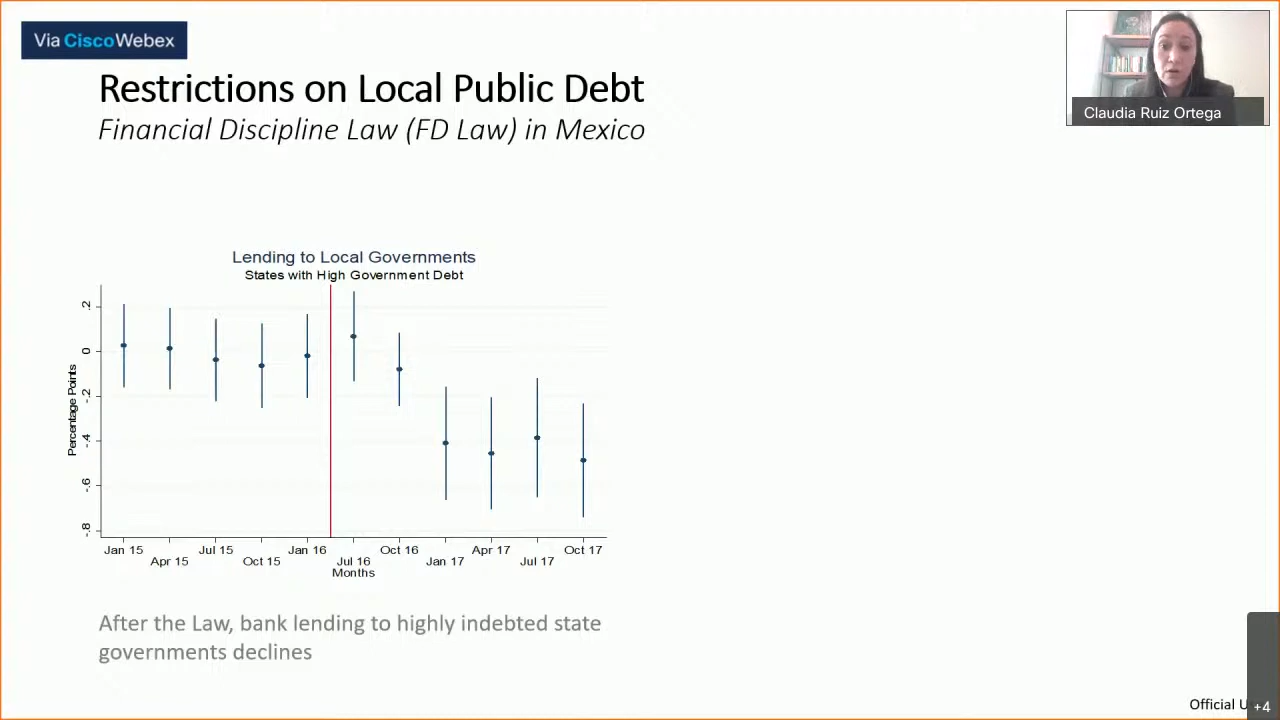 Via Cisco Webex
Claudia Ruiz Ortega
Restrictions on Local Public Debt
Financial Discipline Law (FD Law) in Mexico
Lending to Local Governments
States with High Government Debt
Percentage Points
.2
0
-.2
-.4
-.6
-.8
Jan 15
Apr 15
Jul 15
Oct 15
Jan 16
Jul 16
Oct 16
Jan 17
Apr 17
Jul 17
Oct 17
Months
After the Law, bank lending to highly indebted state
governments declines
Official
+4